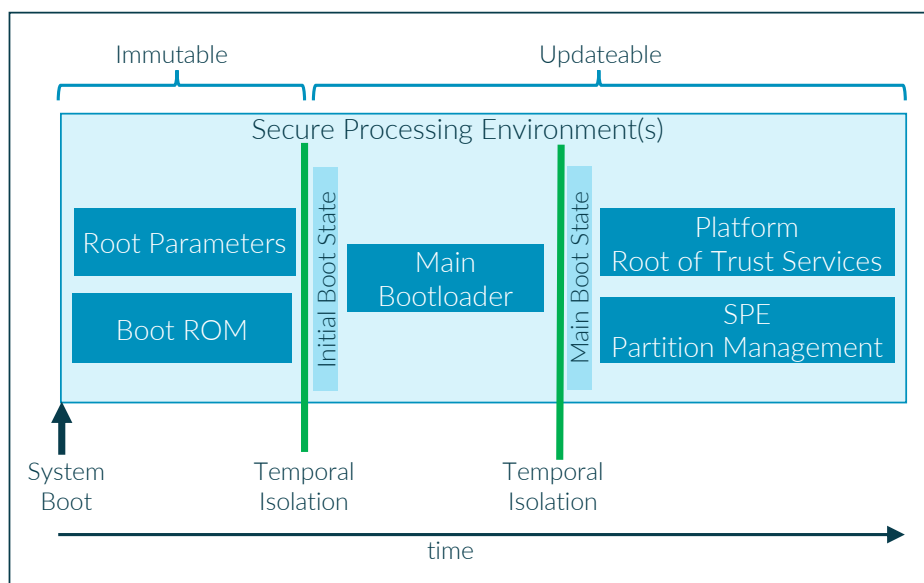 Immutable
Updateable
Secure Processing Environment(s)
Root Parameters
Boot ROM
Initial Boot State
Main
Bootloader
Main Boot State
Platform
Root of Trust Services
SPE
Partition Management
System
Boot
Temporal
Isolation
Temporal
Isolation
time